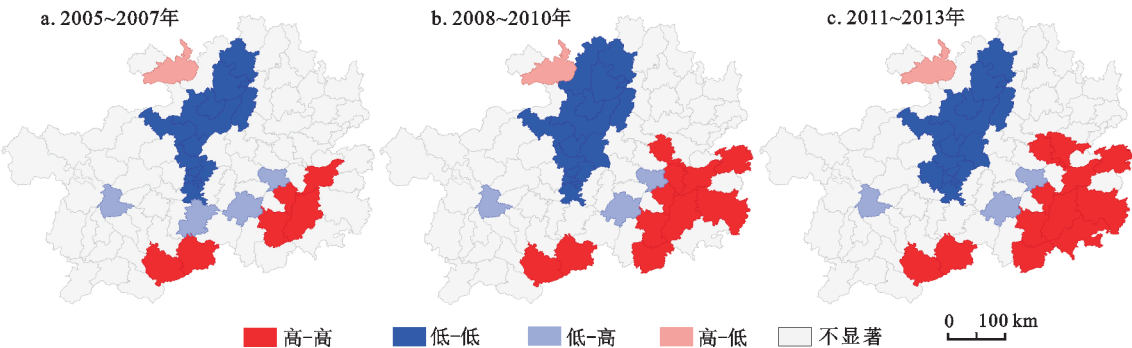 a. 2005~2007年
b. 2008~2010年
c. 2011~2013年
高-高
低-低
低-高
高-低
不显著
0 100 km